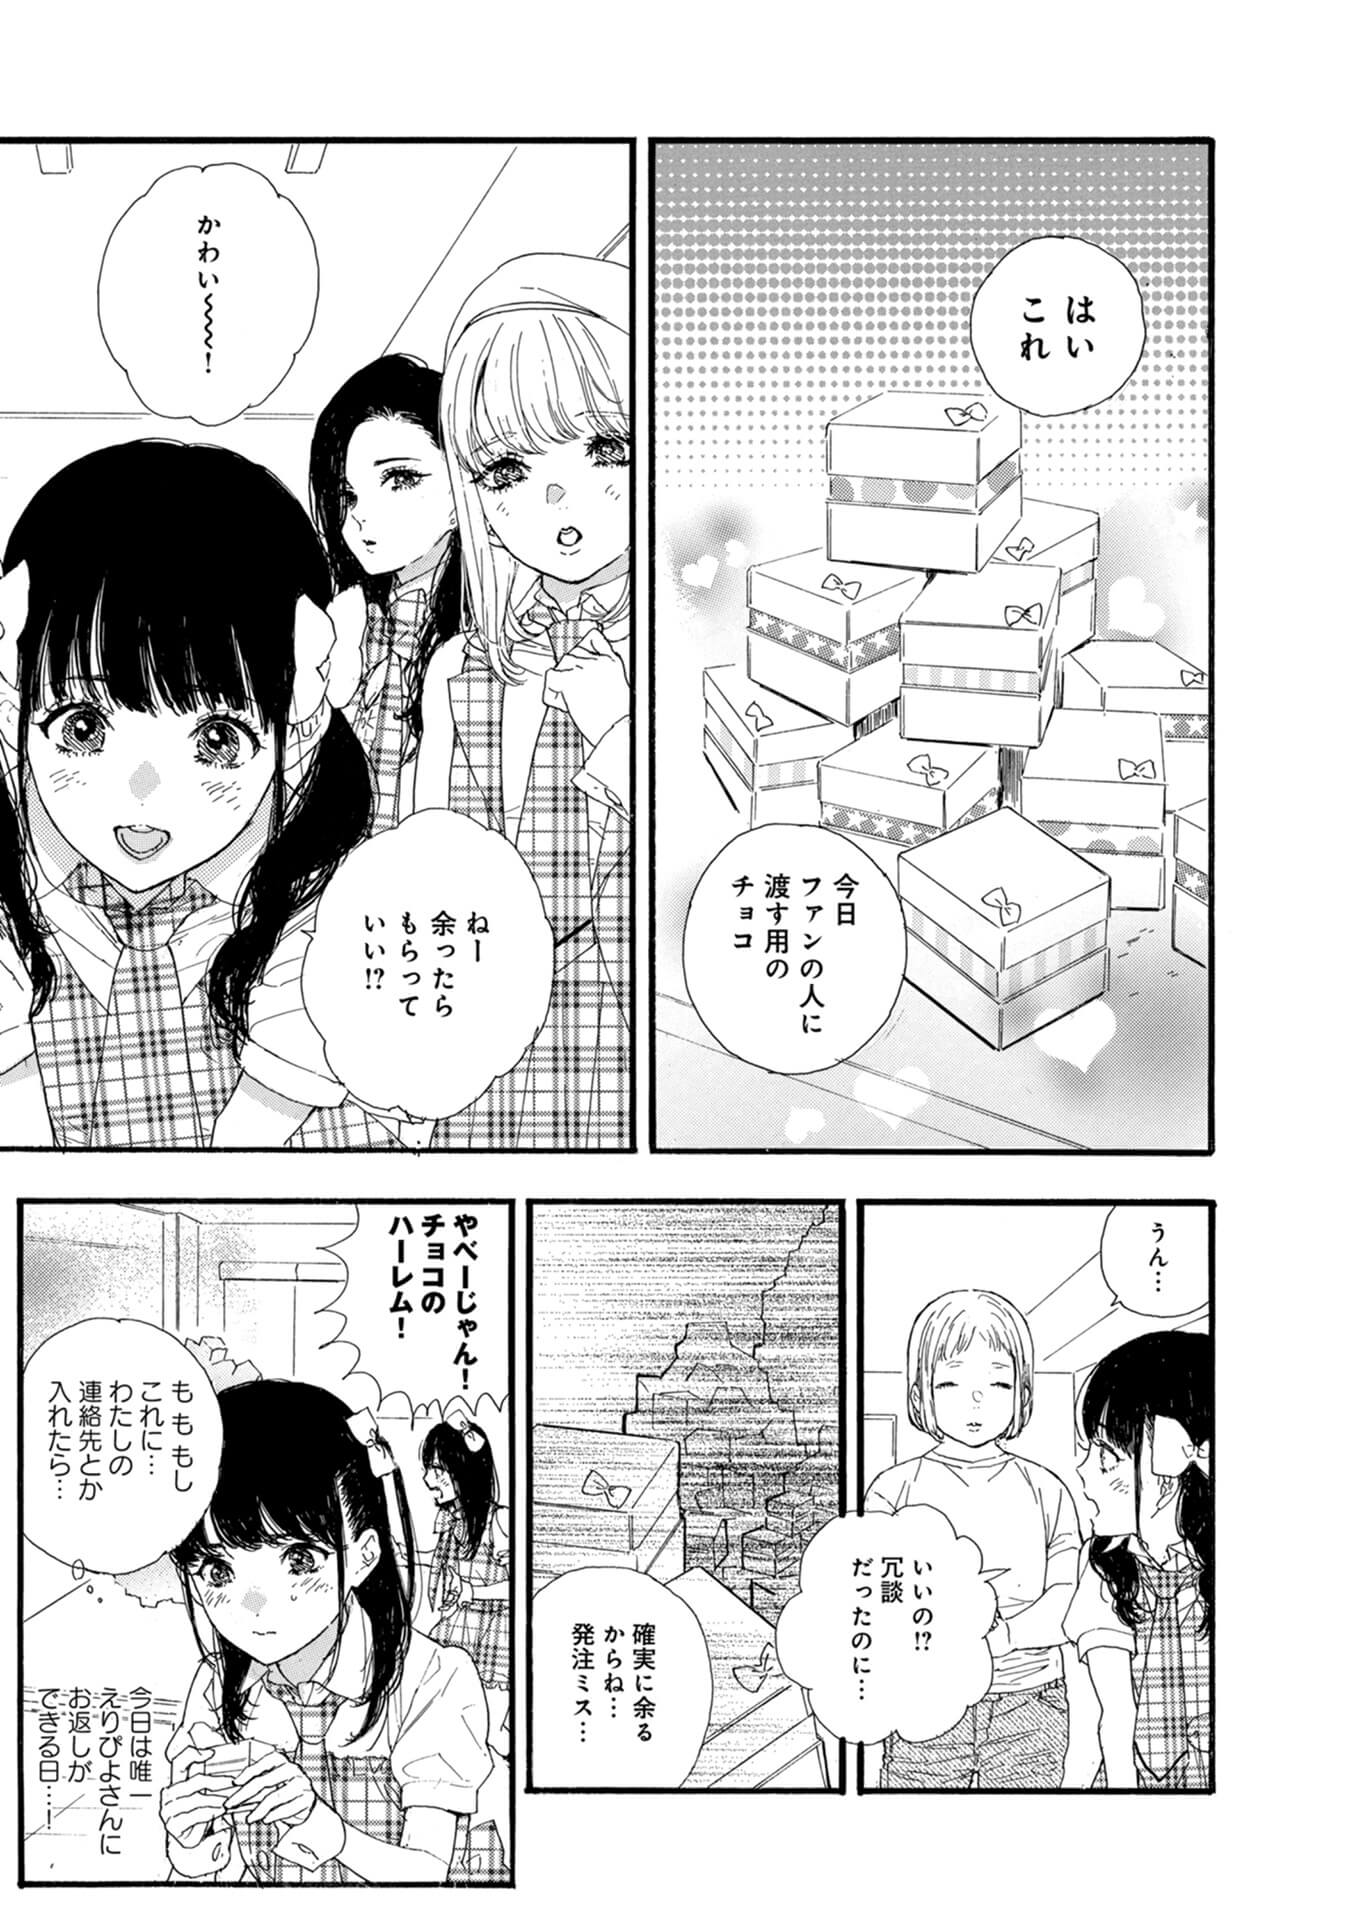 はい
これ
今日
ファンの人に
渡す用の
チョコ
かわい〜〜〜〜！
ねー
余ったら
もらって
いい!?
うん…
いいの!?
冗談
だったのに…
確実に余る
からね…
発注ミス…
やべーじゃん！
チョコの
ハーレム！
も も もし
これに…
わたしの
連絡先とか
入れたら…
今日は唯一
えりぴよさんに
お返しが
できる日…！